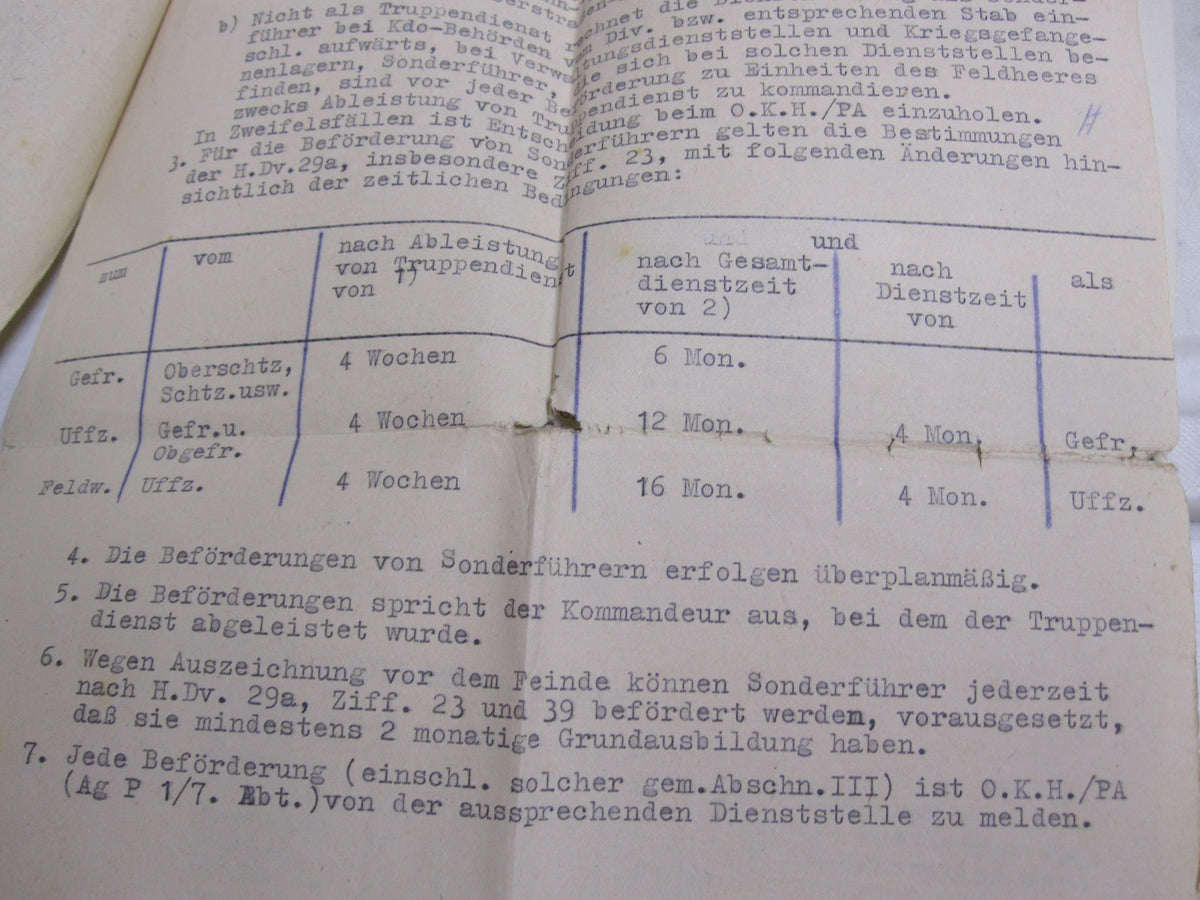 b) Nicht als Truppendienst rechnet die
führer bei Kdo-Behörden vom Div. bzw. entsprechenden Stab ein-
schl. aufwärts, bei Verwaltungsdienststellen und Kriegsgefange-
nenlagern, Sonderführer, die sich bei solchen Dienststellen be-
finden, sind vor jeder Beförderung zu Einheiten des Feldheeres
zwecks Ableistung von Truppendienst zu kommandieren.
In Zweifelsfällen ist Entscheidung beim O.K.H./PA einzuholen.
3. Für die Beförderung von Sonderführern gelten die Bestimmungen
der H.Dv.29a, insbesondere Ziff. 23, mit folgenden Änderungen hin-
sichtlich der zeitlichen Bedingungen:
zum vom nach Ableistung von Truppendienst von 1) und nach Gesamt- dienstzeit von 2) nach Dienstzeit von als
Gefr. Oberschtz, 4 Wochen 6 Mon.
Schtz.usw.
Uffz. Gefr.u. 4 Wochen 12 Mon. 4 Mon. Gefr.
Obgefr.
Feldw. Uffz. 4 Wochen 16 Mon. 4 Mon. Uffz.
4. Die Beförderungen von Sonderführern erfolgen überplanmäßig.
5. Die Beförderungen spricht der Kommandeur aus, bei dem der Truppen-
dienst abgeleistet wurde.
6. Wegen Auszeichnung vor dem Feinde können Sonderführer jederzeit
nach H.Dv. 29a, Ziff. 23 und 39 befördert werden, vorausgesetzt,
daß sie mindestens 2 monatige Grundausbildung haben.
7. Jede Beförderung (einschl. solcher gem.Abschn.III) ist O.K.H./PA
(Ag P 1/7. Abt.)von der aussprechenden Dienststelle zu melden.